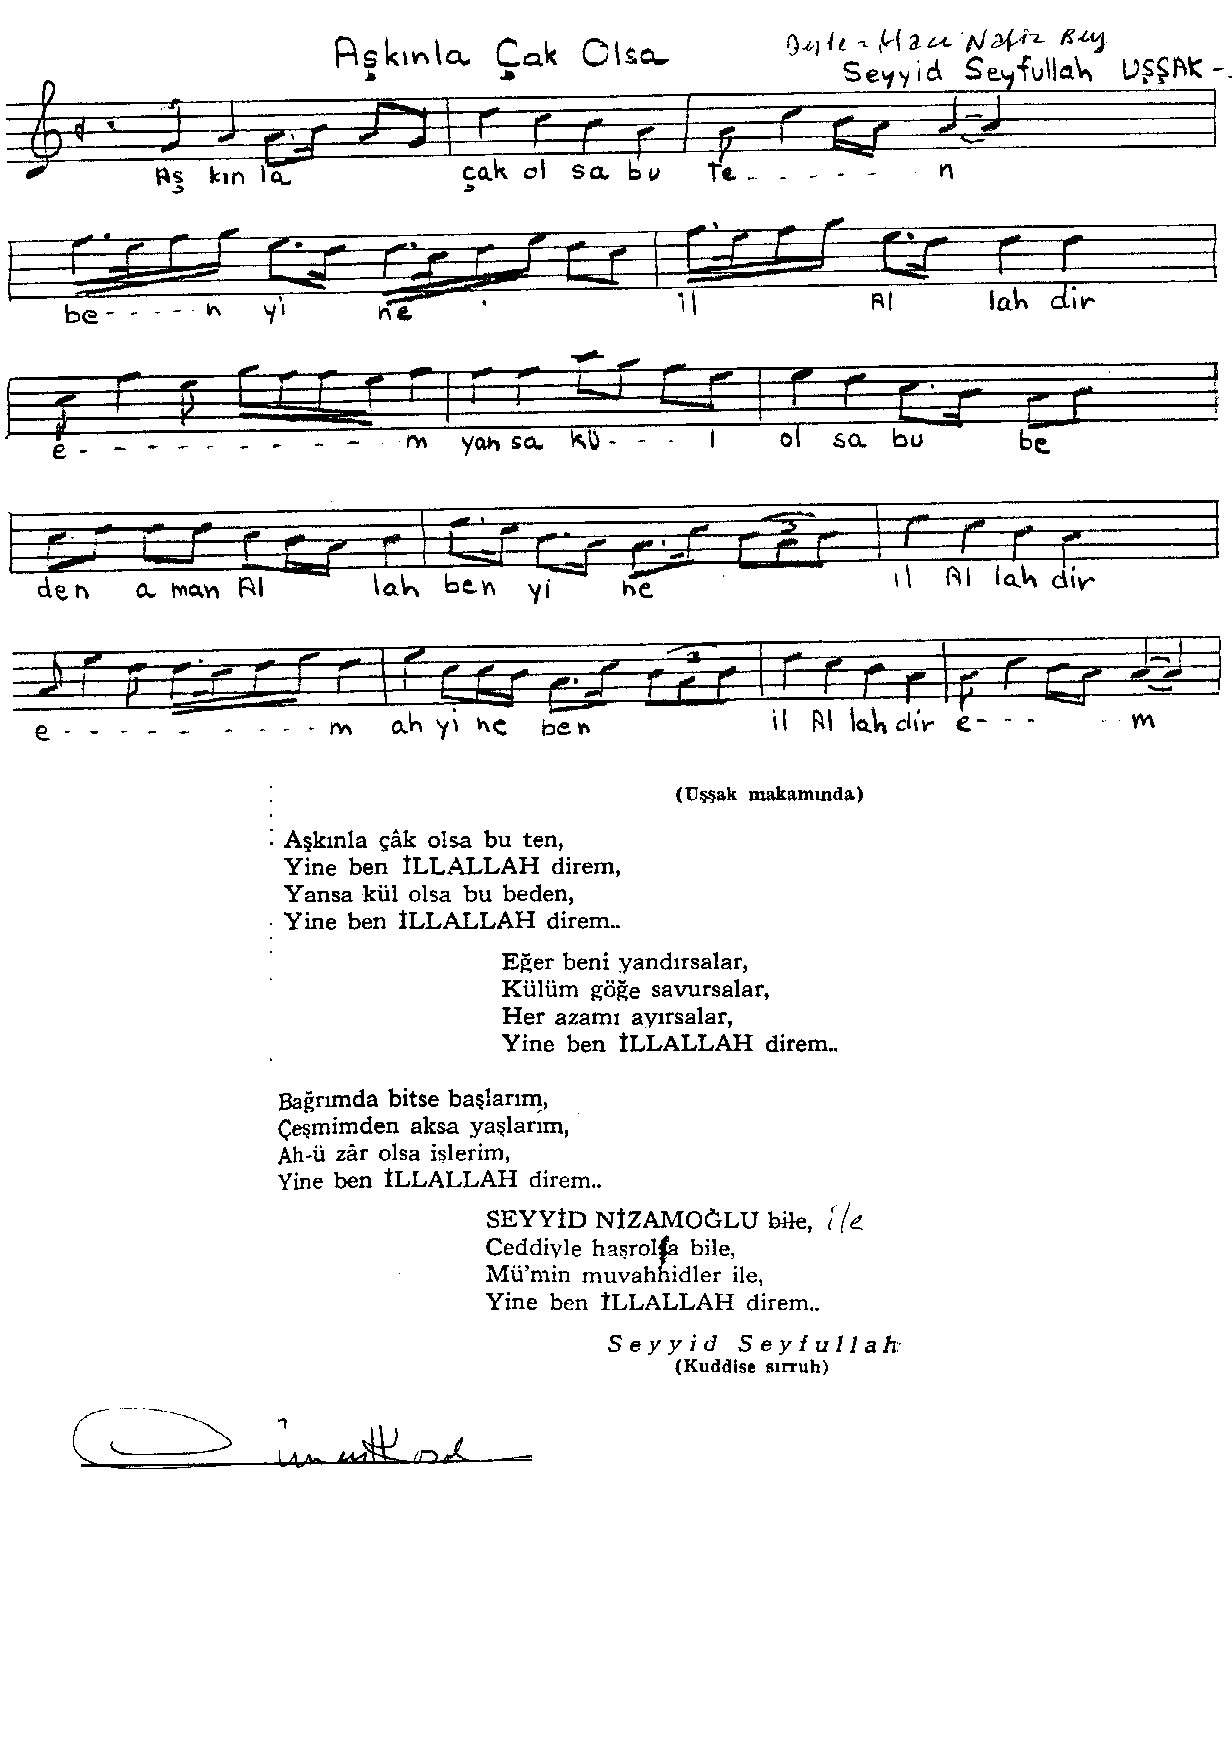 Aşkınla Çak Olsa
Beste - Hacı Nafiz Bey
Seyyid Seyfullah UŞŞAK -
Aş kın la çak ol sa bu Te - - - - - - n
be - - - - - n yi ne il Al lah dir
e - - - - - - - - - - m yan sa kü - - - l ol sa bu be
den a man Al lah ben yi ne il Al lah dir
e - - - - - - - - - - m ah yi ne ben il Al lah dir e - - - - m
(Uşşak makamında)
Aşkınla çâk olsa bu ten,
Yine ben İLLALLAH direm,
Yansa kül olsa bu beden,
Yine ben İLLALLAH direm..
Eğer beni yandırsalar,
Külüm göğe savursalar,
Her azamı ayırsalar,
Yine ben İLLALLAH direm..
Bağrımda bitse başlarım,
Çeşmimden aksa yaşlarım,
Ah-ü zâr olsa işlerim,
Yine ben İLLALLAH direm..
SEYYİD NİZAMOĞLU bile, ile
Ceddiyle haşrolsa bile,
Mü'min muvahhidler ile,
Yine ben İLLALLAH direm..
Seyyid Seyfullah
(Kuddise sırruh)